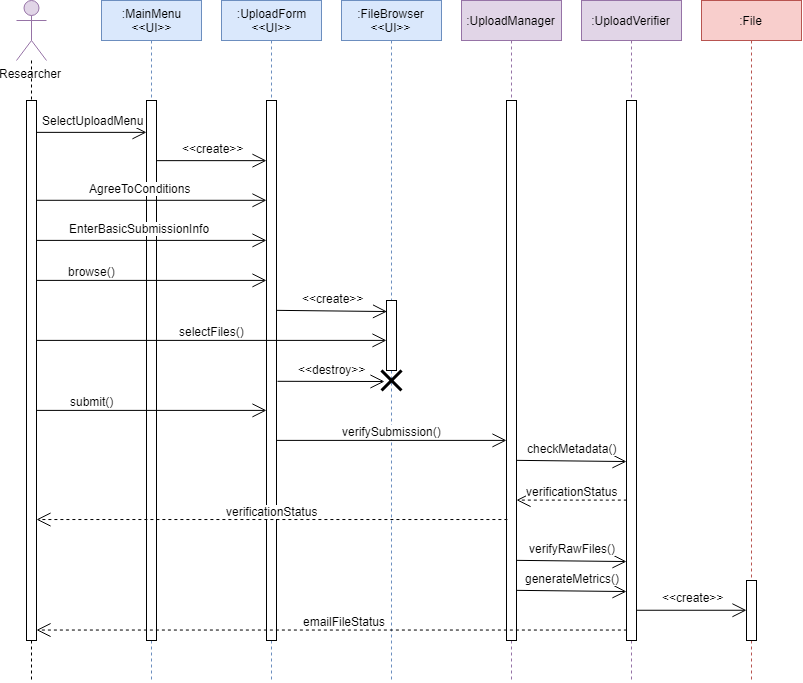 :MainMenu
<<UI>>
:UploadForm
<<UI>>
:FileBrowser
<<UI>>
:UploadManager
:UploadVerifier
:File
Researcher
SelectUploadMenu
<<create>>
AgreeToConditions
EnterBasicSubmissionInfo
browse()
<<create>>
selectFiles()
<<destroy>>
submit()
verifySubmission()
checkMetadata()
verificationStatus
verificationStatus
verifyRawFiles()
generateMetrics()
<<create>>
emailFileStatus